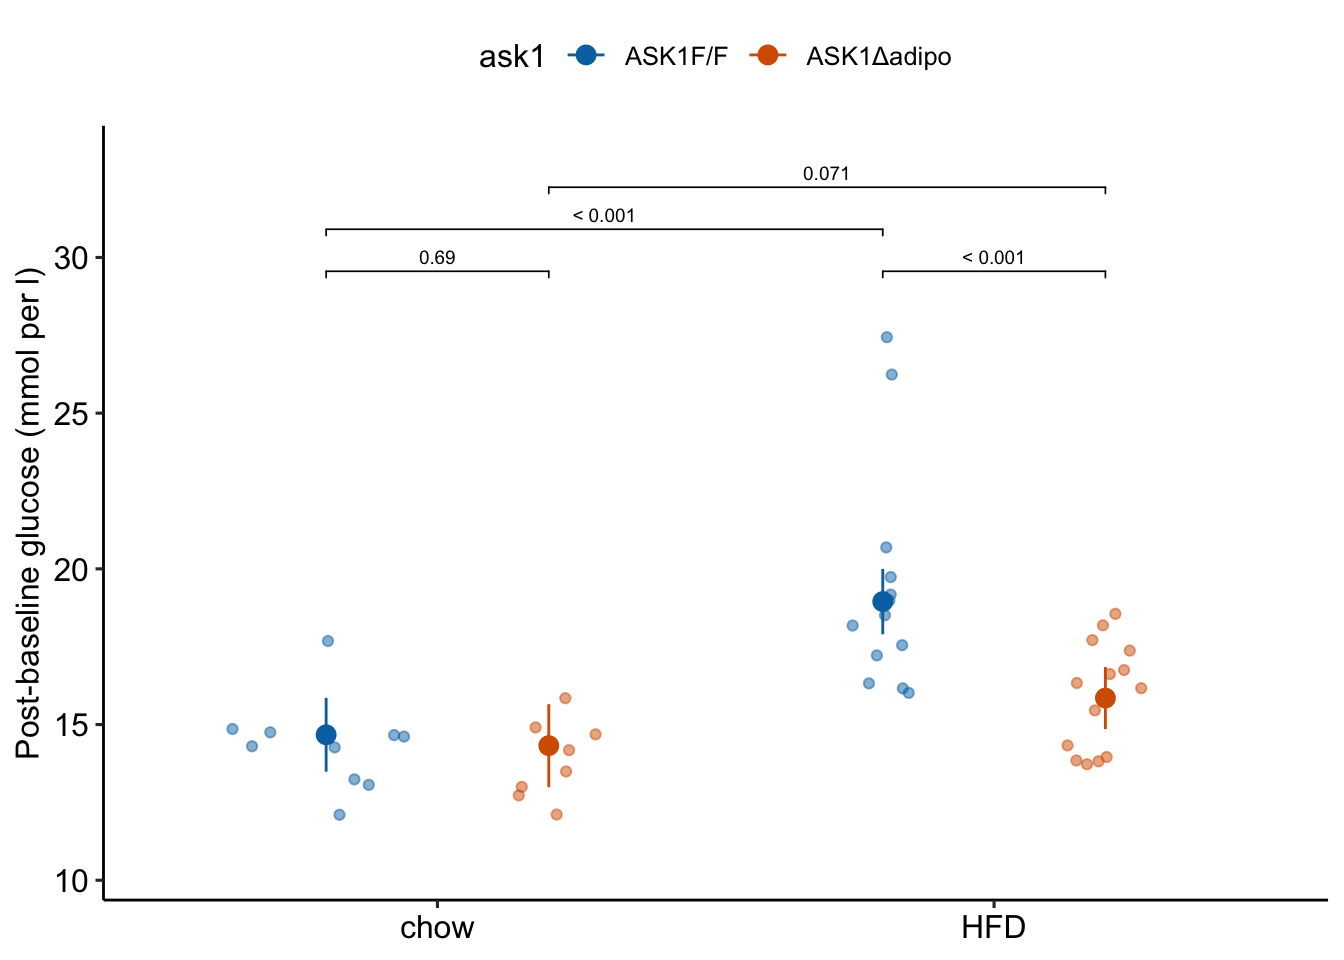 ask1 ASK1F/F ASK1Δadipo
0.071
< 0.001
0.69
< 0.001
Post-baseline glucose (mmol per l)
30
25
20
15
10
chow
HFD